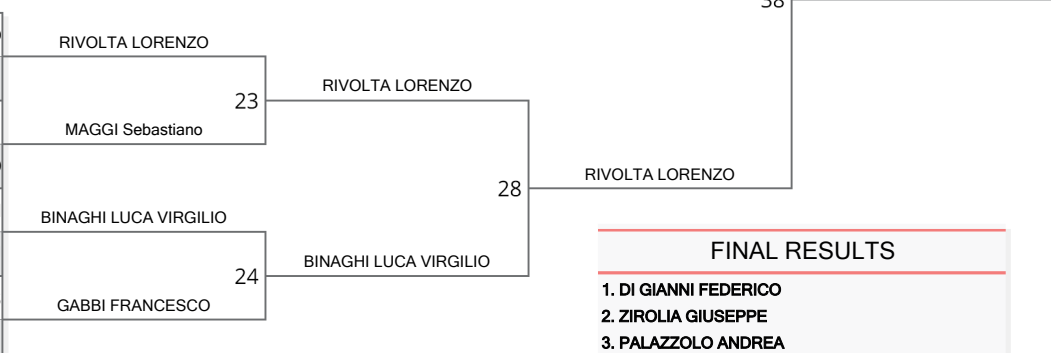 38
RIVOLTA LORENZO
23
RIVOLTA LORENZO
MAGGI Sebastiano
RIVOLTA LORENZO
28
BINAGHI LUCA VIRGILIO
24
BINAGHI LUCA VIRGILIO
GABBI FRANCESCO
FINAL RESULTS
1. DI GIANNI FEDERICO
2. ZIROLIA GIUSEPPE
3. PALAZZOLO ANDREA